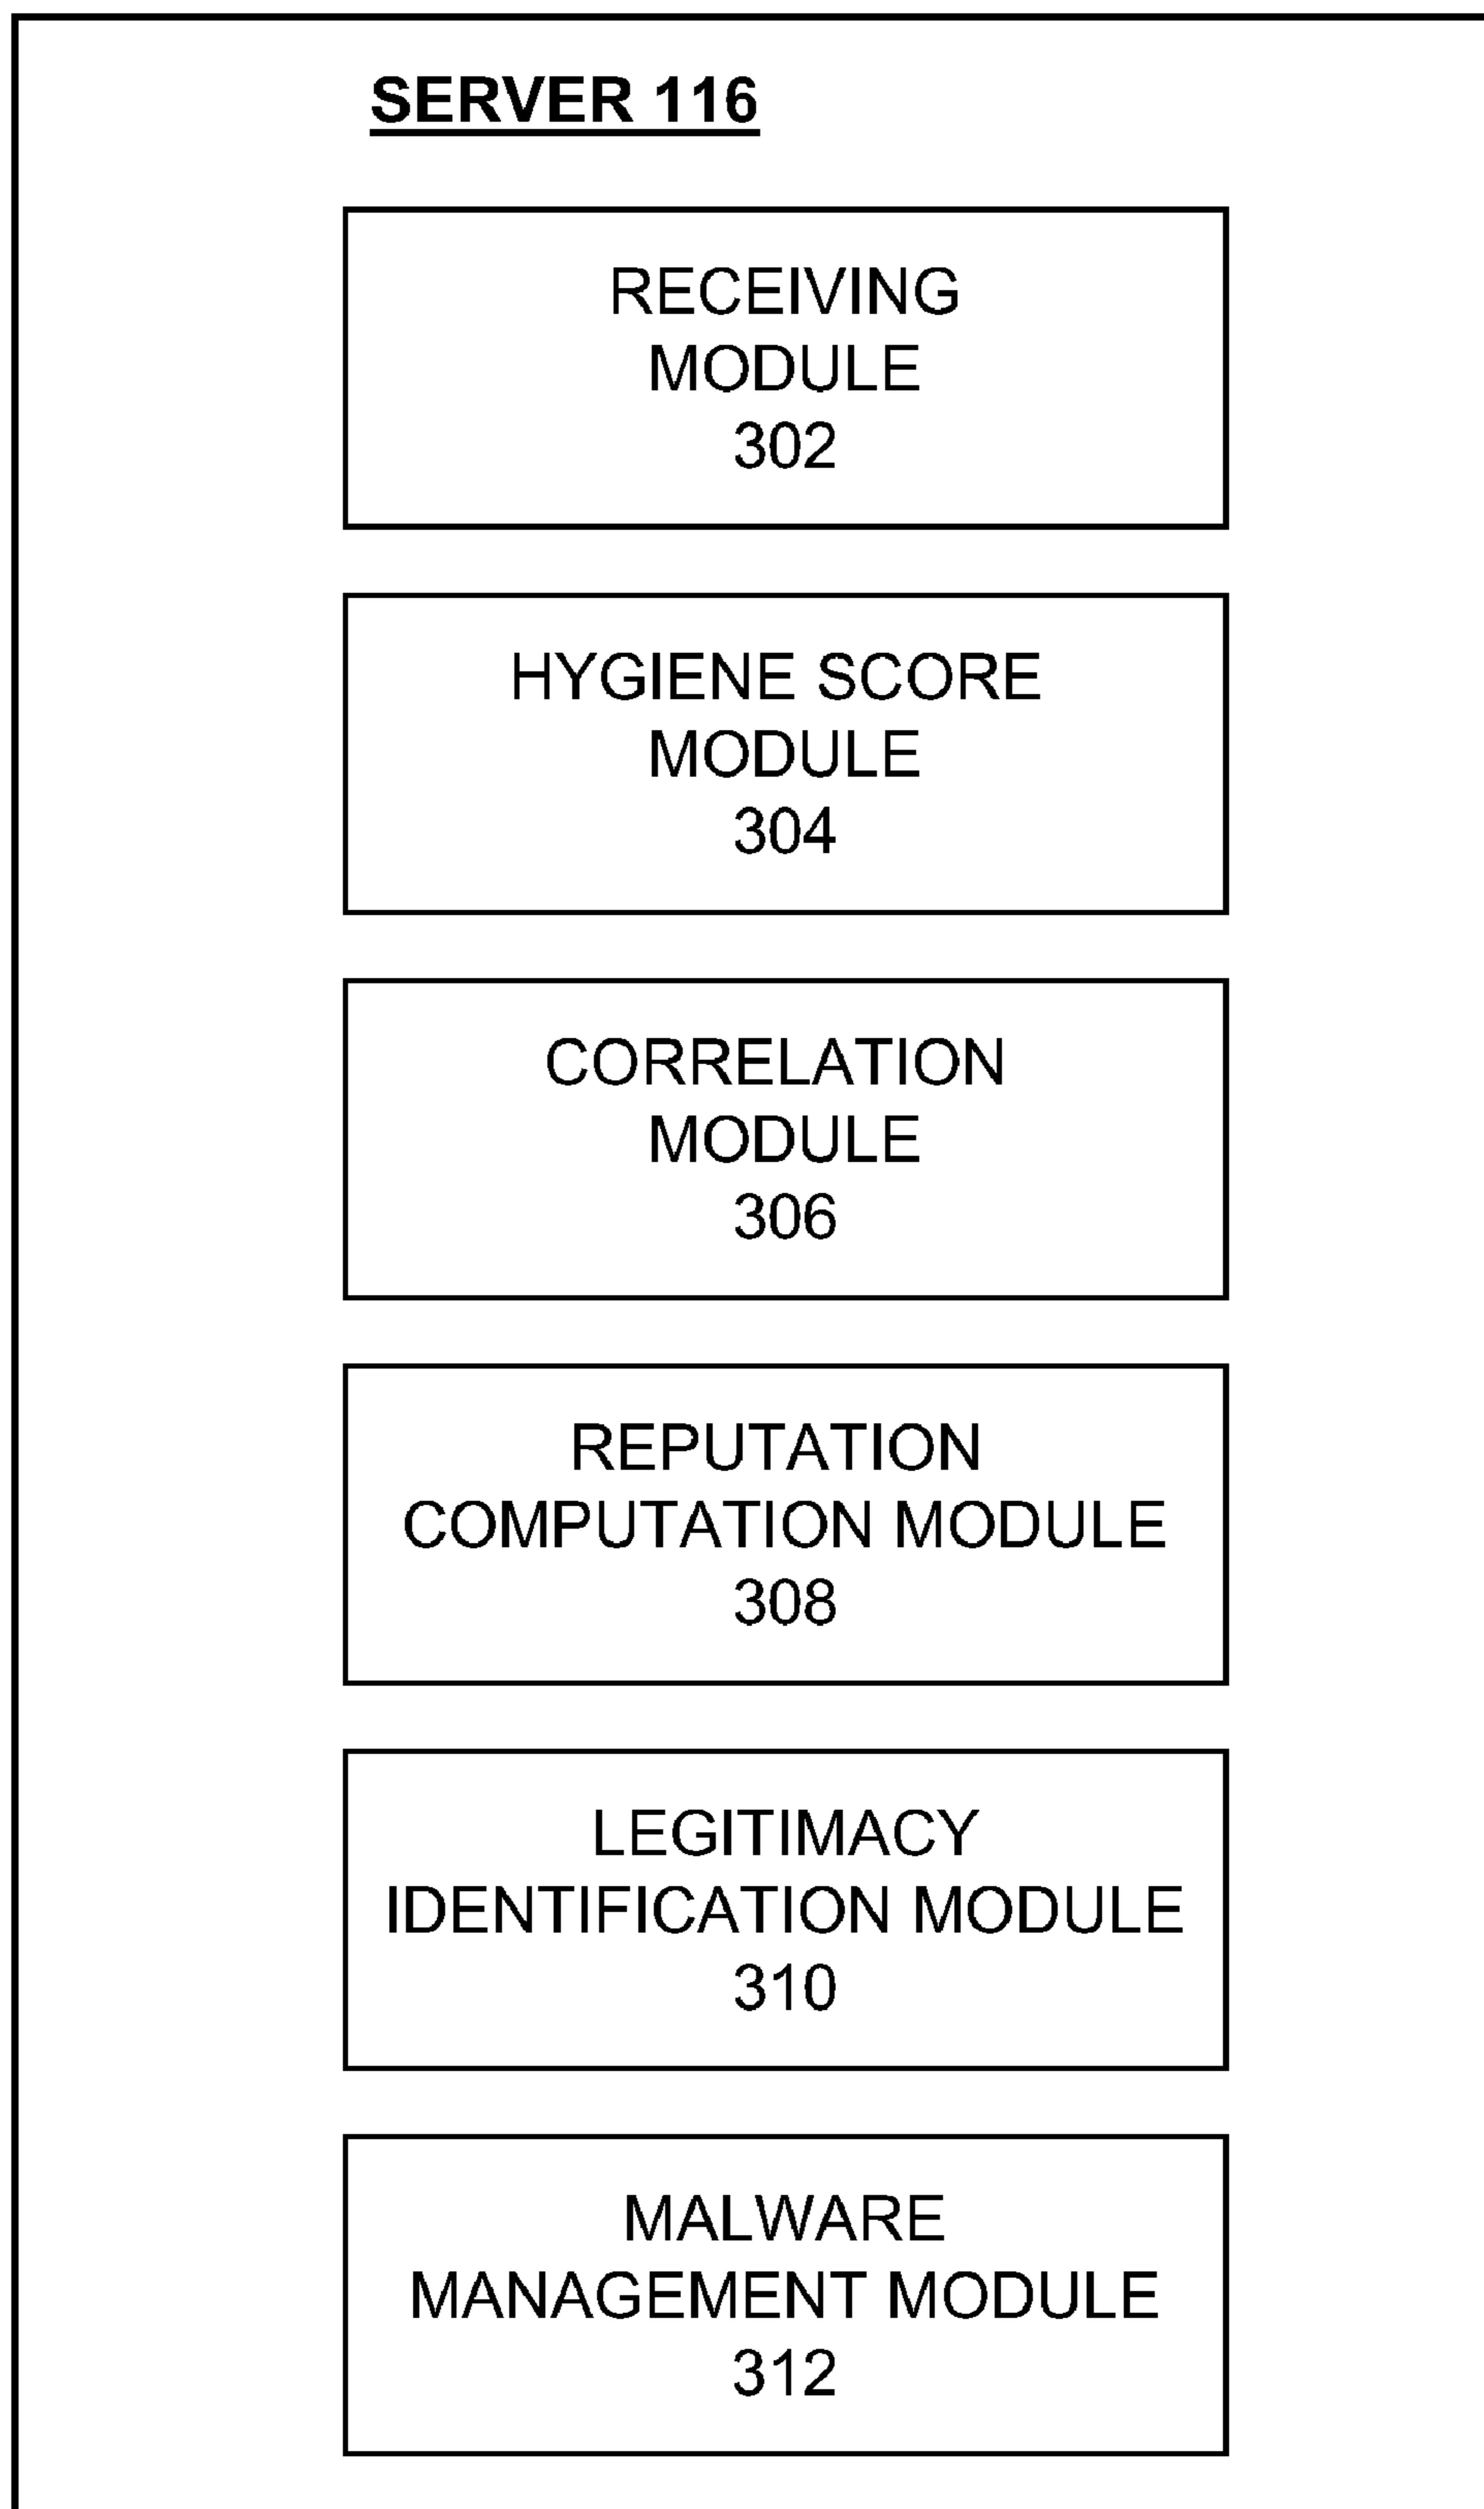 SERVER 116
RECEIVING
MODULE
302
HYGIENE SCORE
MODULE
304
CORRELATION
MODULE
306
REPUTATION
COMPUTATION MODULE
308
LEGITIMACY
IDENTIFICATION MODULE
310
MALWARE
MANAGEMENT MODULE
312